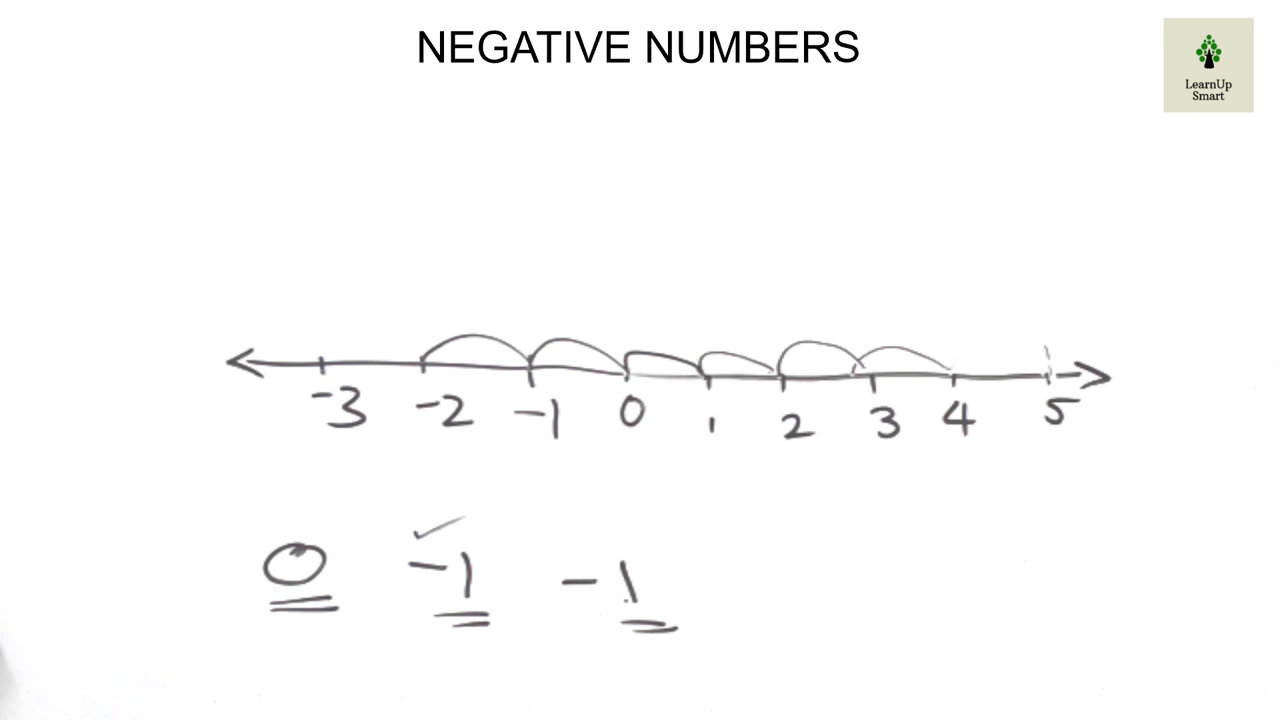 NEGATIVE NUMBERS
LearnUp
Smart
-3 -2 -1 0 1 2 3 4 5
0 -1 -1